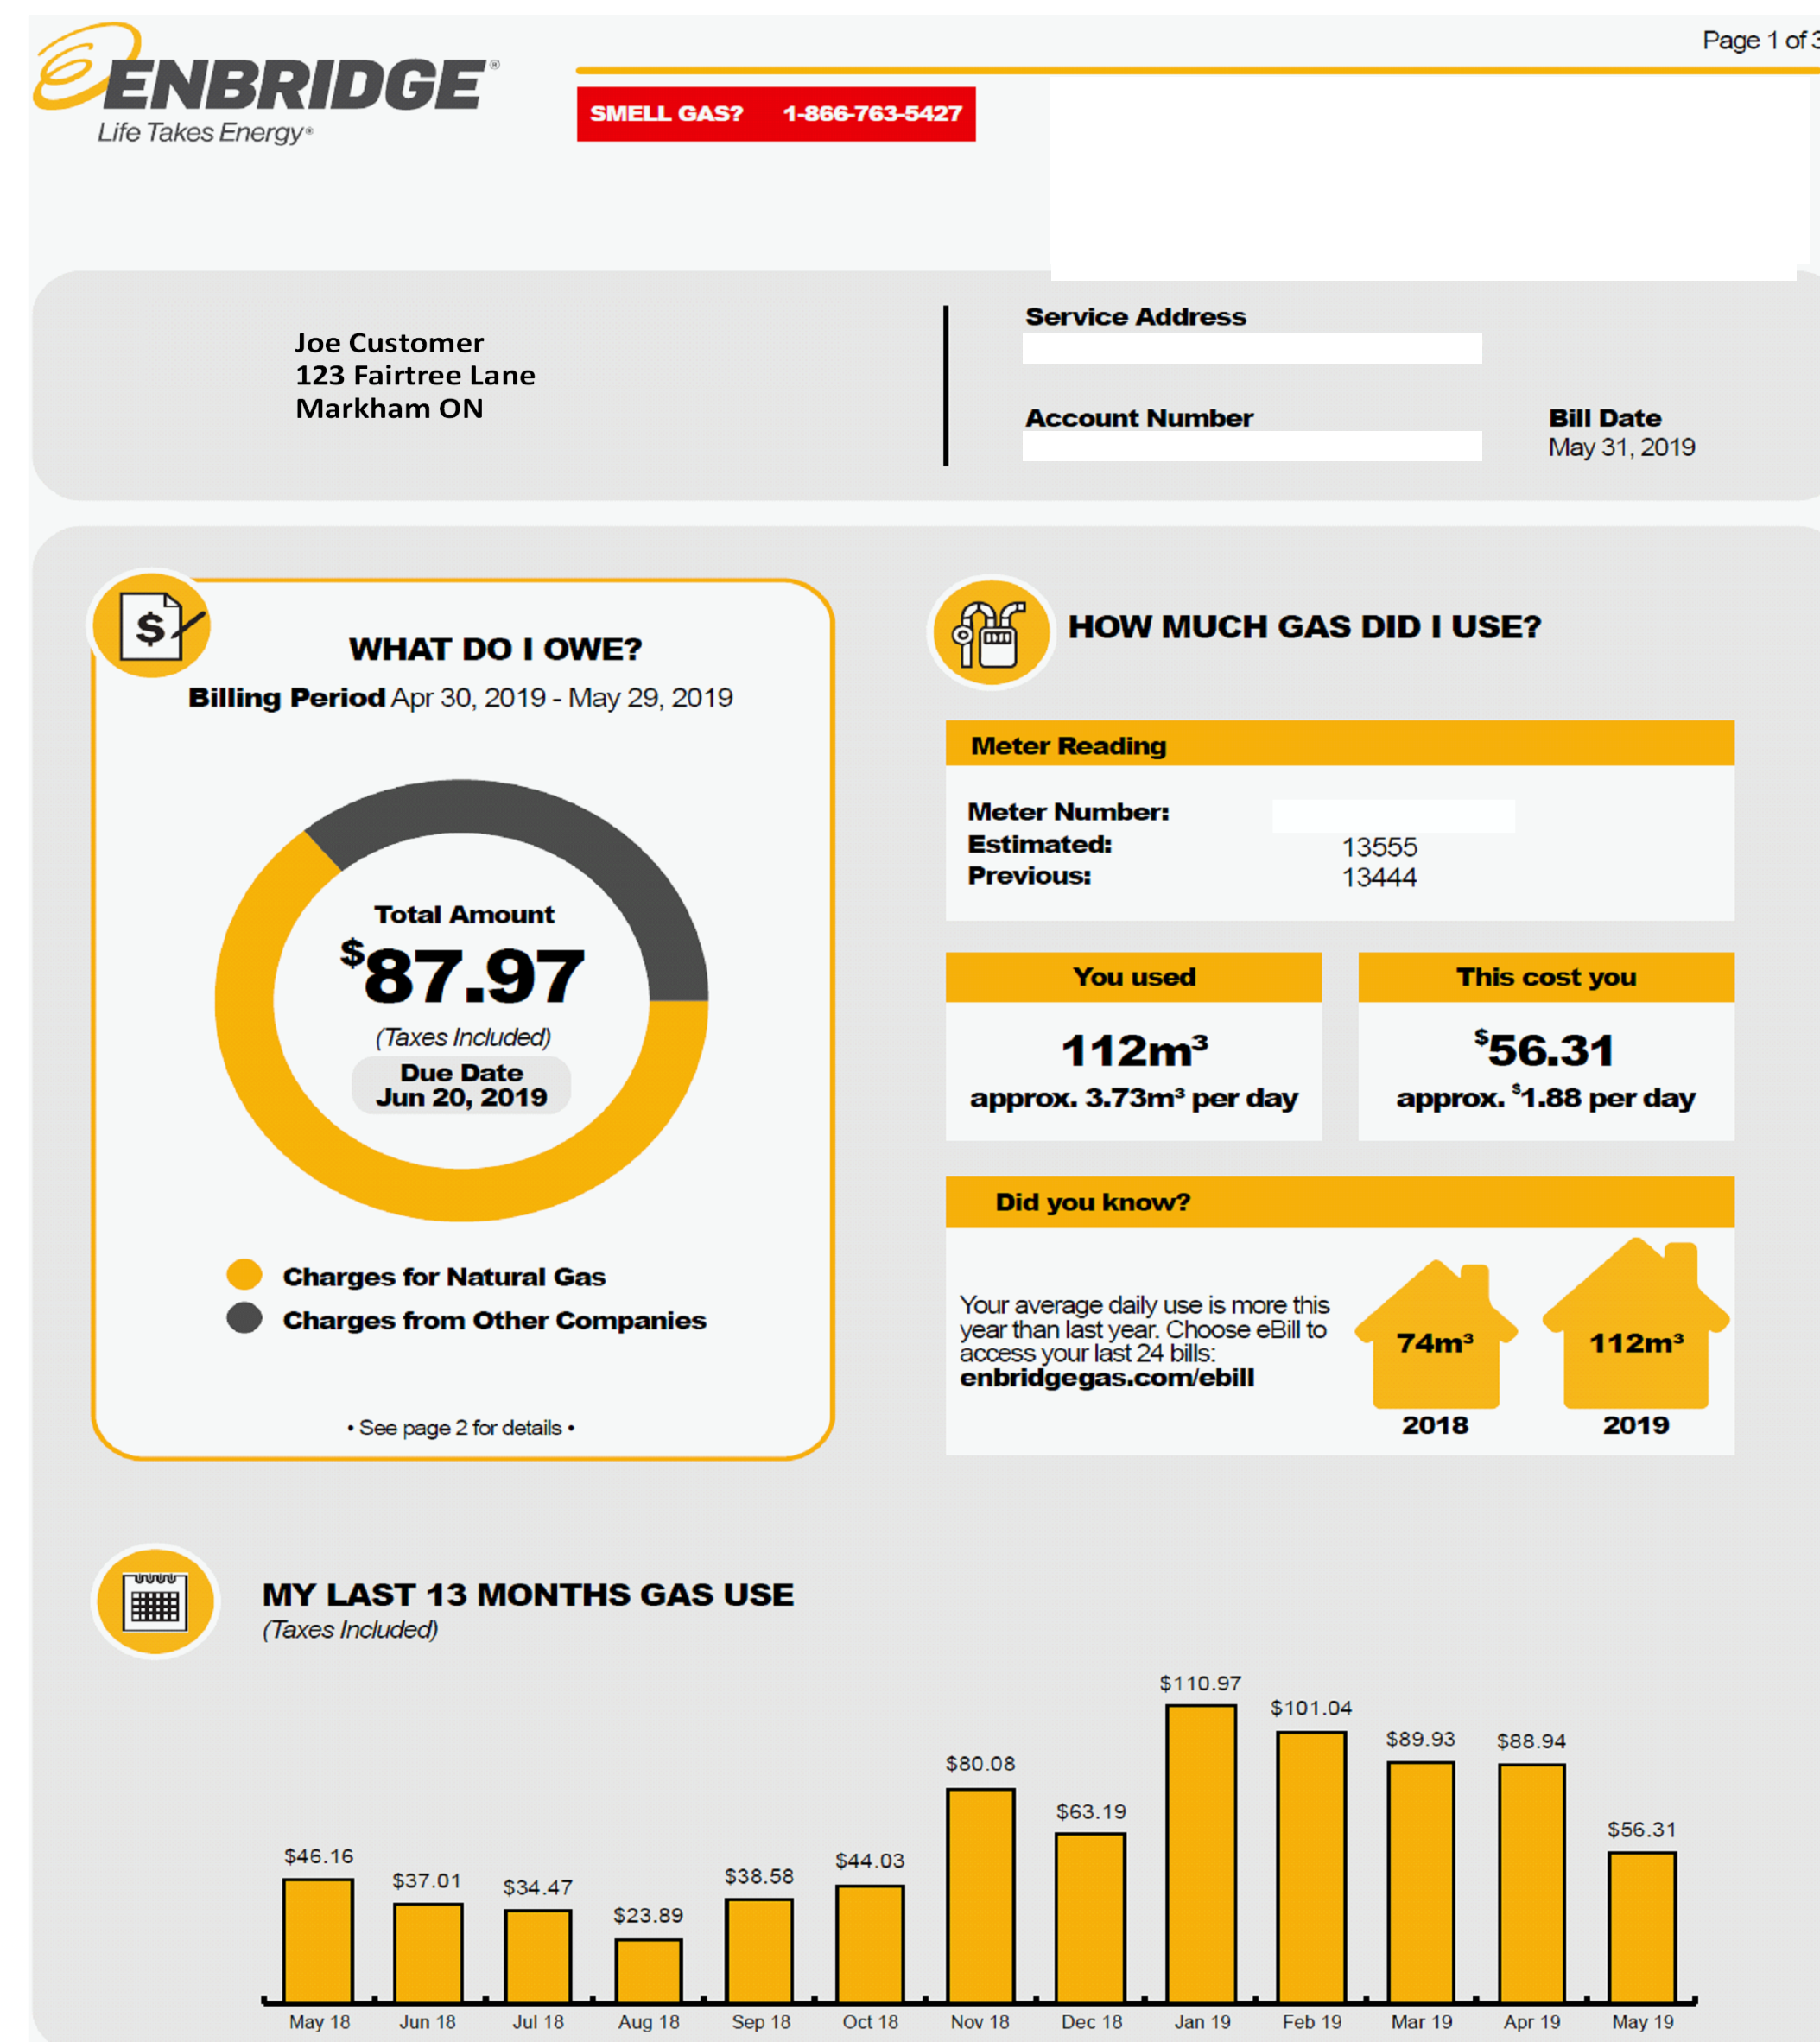 Page 1 of 3
ENBRIDGE®
Life Takes Energy®
SMELL GAS? 1-866-763-5427
Joe Customer
123 Fairtree Lane
Markham ON
Service Address
Account Number
Bill Date
May 31, 2019
$
WHAT DO I OWE?
Billing Period Apr 30, 2019 - May 29, 2019
Total Amount
$87.97
(Taxes Included)
Due Date
Jun 20, 2019
Charges for Natural Gas
Charges from Other Companies
• See page 2 for details •
HOW MUCH GAS DID I USE?
Meter Reading
Meter Number:
Estimated: 13555
Previous: 13444
You used
112m³
approx. 3.73m³ per day
This cost you
$56.31
approx. $1.88 per day
Did you know?
Your average daily use is more this
year than last year. Choose eBill to
access your last 24 bills:
enbridgegas.com/ebill
74m³
2018
112m³
2019
MY LAST 13 MONTHS GAS USE
(Taxes Included)
$46.16 $37.01 $34.47 $23.89 $38.58 $44.03 $80.08 $63.19 $110.97 $101.04 $89.93 $88.94 $56.31
May 18 Jun 18 Jul 18 Aug 18 Sep 18 Oct 18 Nov 18 Dec 18 Jan 19 Feb 19 Mar 19 Apr 19 May 19